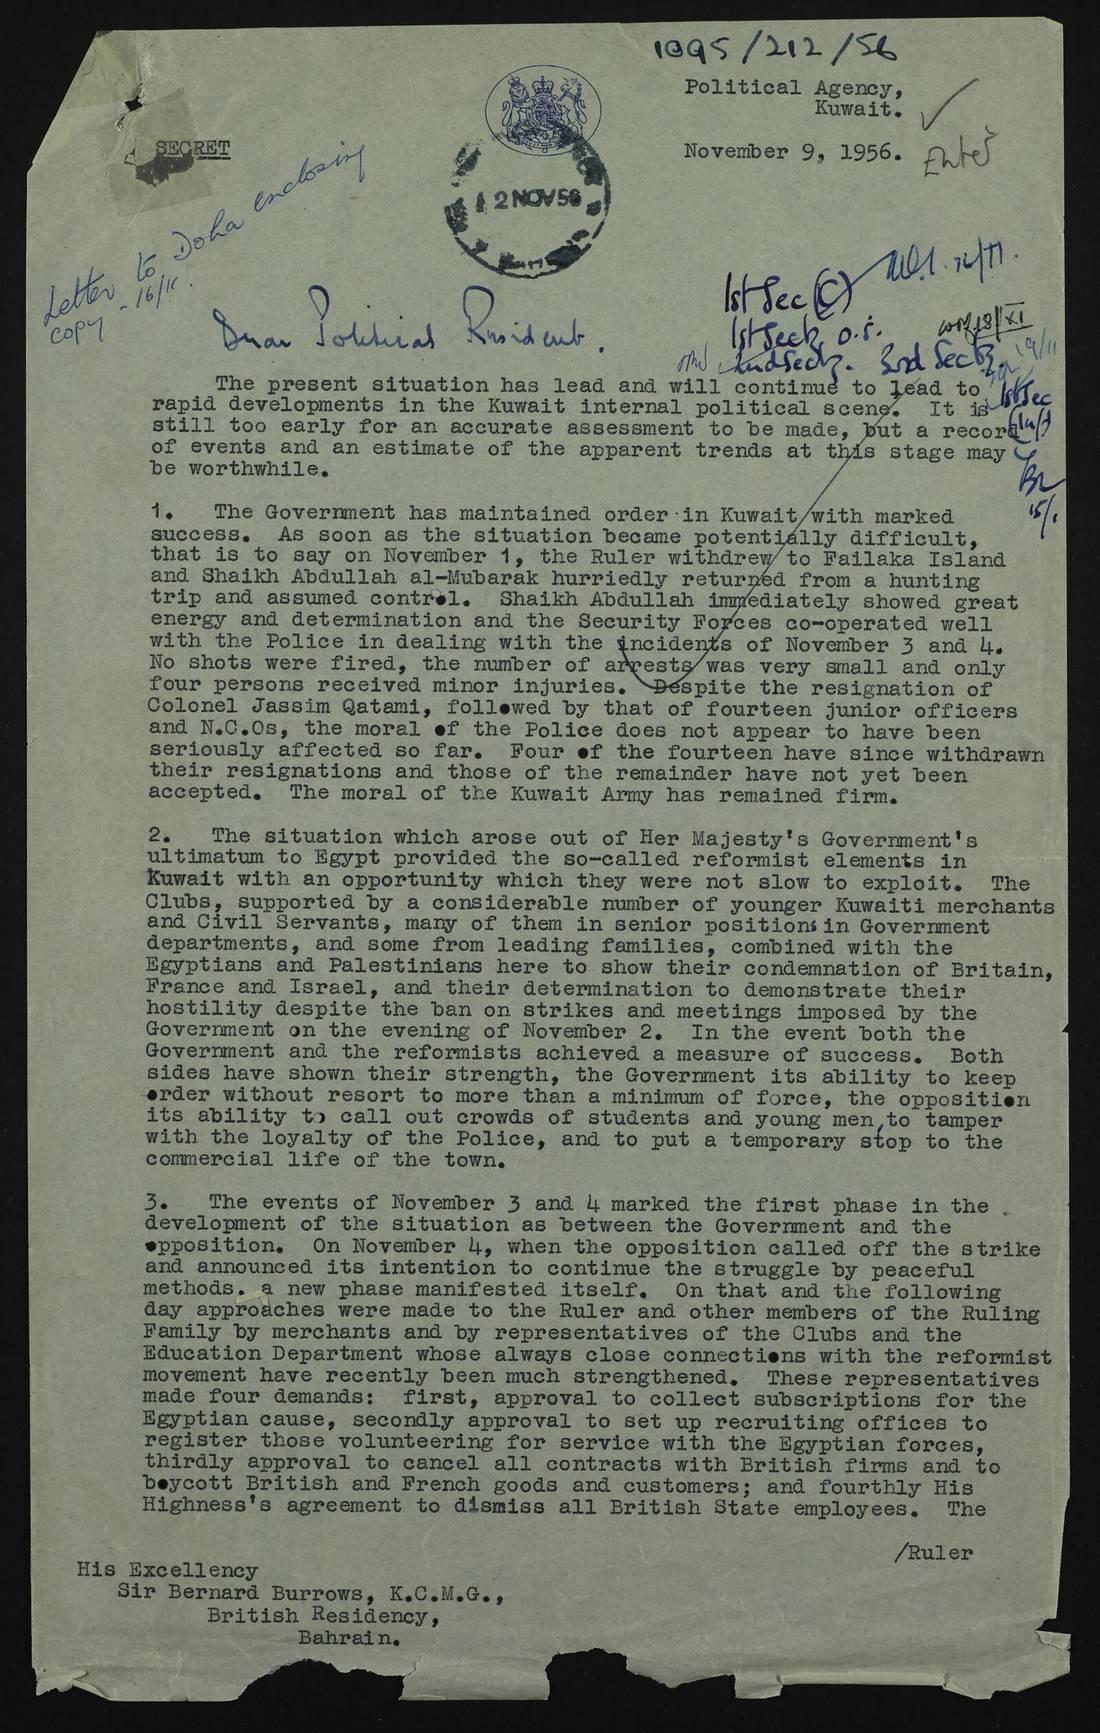 1095/212/56
Political Agency,
Kuwait.
SECRET
November 9, 1956.
Enter
12 NOV 56
Letter to Doha enclosing
copy - 16/11.
1st Sec (C)
Dear Political Resident.
1st Sect. O.S.
2nd Secty. 3rd Secty.
The present situation has lead and will continue to lead to
rapid developments in the Kuwait internal political scene. It is
1st Sec
still too early for an accurate assessment to be made, but a record
of events and an estimate of the apparent trends at this stage may
be worthwhile.
1. The Government has maintained order in Kuwait with marked
success. As soon as the situation became potentially difficult,
that is to say on November 1, the Ruler withdrew to Failaka Island
and Shaikh Abdullah al-Mubarak hurriedly returned from a hunting
trip and assumed control. Shaikh Abdullah immediately showed great
energy and determination and the Security Forces co-operated well
with the Police in dealing with the incidents of November 3 and 4.
No shots were fired, the number of arrests was very small and only
four persons received minor injuries. Despite the resignation of
Colonel Jassim Qatami, followed by that of fourteen junior officers
and N.C.Os, the moral of the Police does not appear to have been
seriously affected so far. Four of the fourteen have since withdrawn
their resignations and those of the remainder have not yet been
accepted. The moral of the Kuwait Army has remained firm.
2. The situation which arose out of Her Majesty's Government's
ultimatum to Egypt provided the so-called reformist elements in
Kuwait with an opportunity which they were not slow to exploit. The
Clubs, supported by a considerable number of younger Kuwaiti merchants
and Civil Servants, many of them in senior positions in Government
departments, and some from leading families, combined with the
Egyptians and Palestinians here to show their condemnation of Britain,
France and Israel, and their determination to demonstrate their
hostility despite the ban on strikes and meetings imposed by the
Government on the evening of November 2. In the event both the
Government and the reformists achieved a measure of success. Both
sides have shown their strength, the Government its ability to keep
order without resort to more than a minimum of force, the opposition
its ability to call out crowds of students and young men,to tamper
with the loyalty of the Police, and to put a temporary stop to the
commercial life of the town.
3. The events of November 3 and 4 marked the first phase in the
development of the situation as between the Government and the
opposition. On November 4, when the opposition called off the strike
and announced its intention to continue the struggle by peaceful
methods. a new phase manifested itself. On that and the following
day approaches were made to the Ruler and other members of the Ruling
Family by merchants and by representatives of the Clubs and the
Education Department whose always close connections with the reformist
movement have recently been much strengthened. These representatives
made four demands: first, approval to collect subscriptions for the
Egyptian cause, secondly approval to set up recruiting offices to
register those volunteering for service with the Egyptian forces,
thirdly approval to cancel all contracts with British firms and to
boycott British and French goods and customers; and fourthly His
Highness's agreement to dismiss all British State employees. The
/Ruler
His Excellency
Sir Bernard Burrows, K.C.M.G.,
British Residency,
Bahrain.